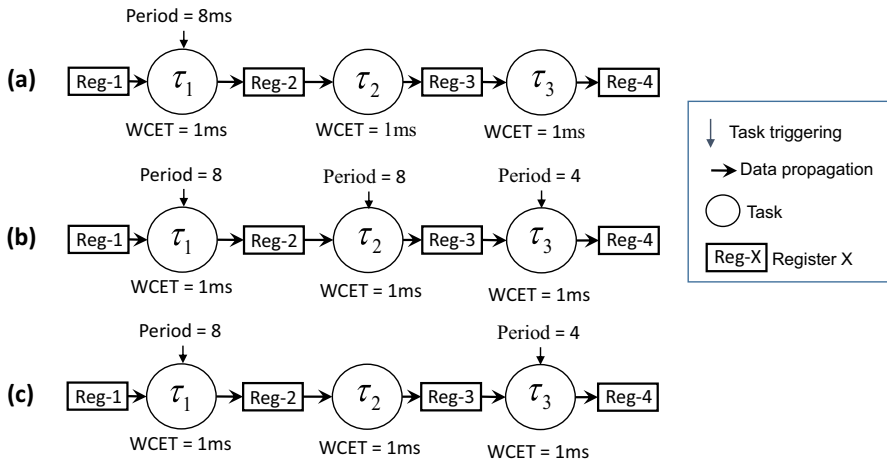 Period = 8ms
(a)
Reg-1
τ1
Reg-2
τ2
Reg-3
τ3
Reg-4
WCET = 1ms
WCET = 1ms
WCET = 1ms
Period = 8
Period = 8
Period = 4
(b)
Reg-1
τ1
Reg-2
τ2
Reg-3
τ3
Reg-4
WCET = 1ms
WCET = 1ms
WCET = 1ms
Period = 8
Period = 4
(c)
Reg-1
τ1
Reg-2
τ2
Reg-3
τ3
Reg-4
WCET = 1ms
WCET = 1ms
WCET = 1ms
Task triggering
Data propagation
Task
Reg-X Register X